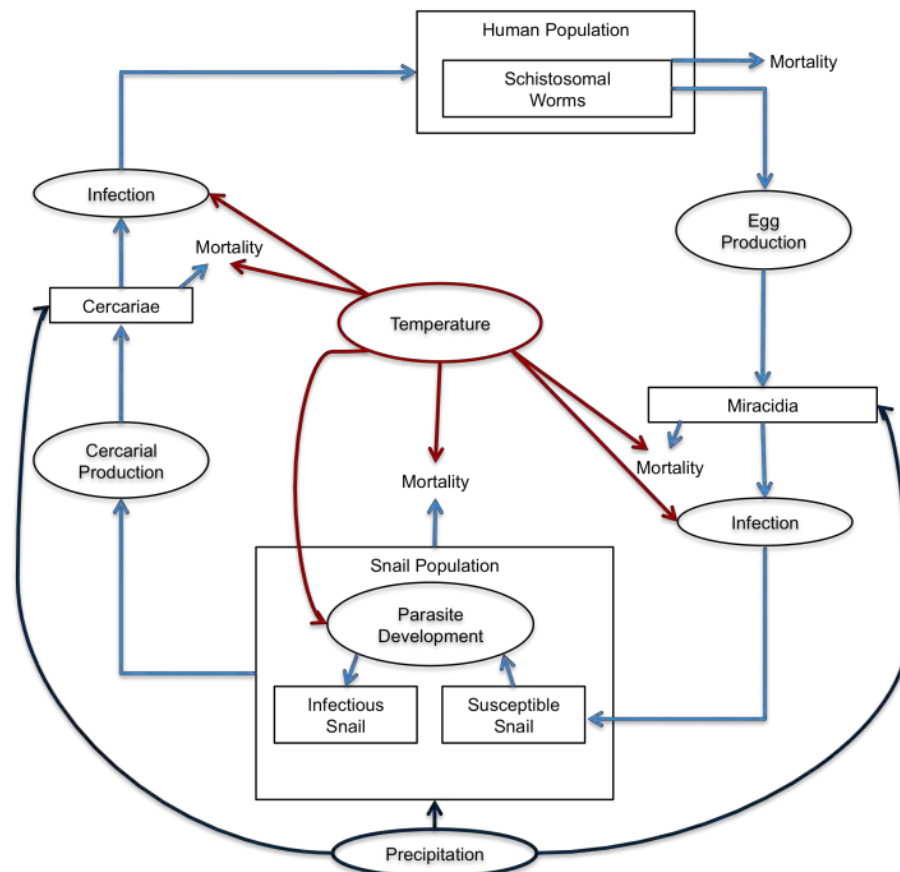 Human Population
Schistosomal
Worms
Mortality
Infection
Egg
Production
Mortality
Cercariae
Temperature
Miracidia
Cercarial
Production
Mortality
Mortality
Infection
Snail Population
Parasite
Development
Infectious
Snail
Susceptible
Snail
Precipitation